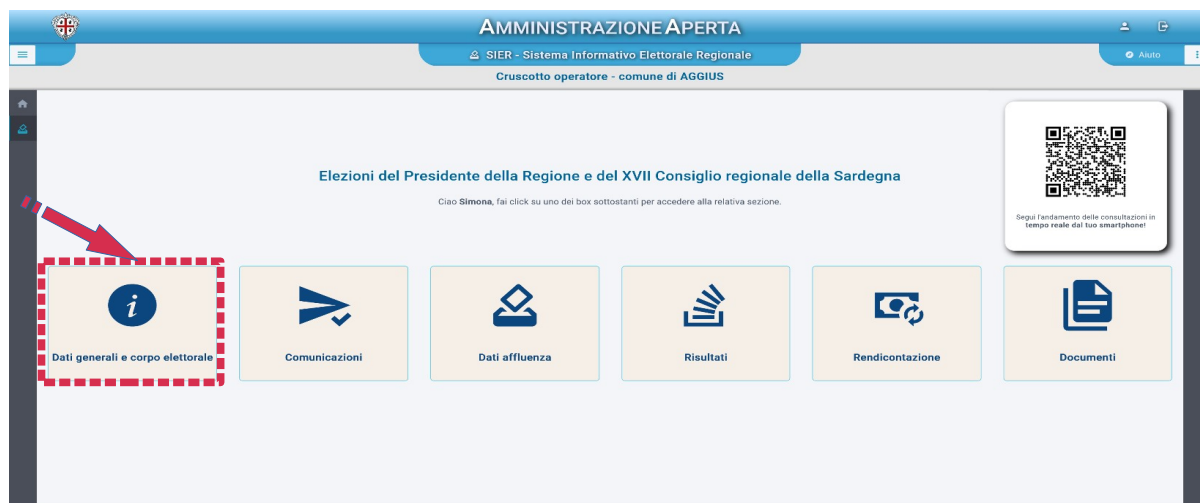 AMMINISTRAZIONE APERTA
SIER - Sistema Informativo Elettorale Regionale
Aiuto
Cruscotto operatore - comune di AGGIUS
Elezioni del Presidente della Regione e del XVII Consiglio regionale della Sardegna
Ciao Simona, fai click su uno dei box sottostanti per accedere alla relativa sezione.
Segui l'andamento delle consultazioni in
tempo reale dal tuo smartphone!
i
Dati generali e corpo elettorale
Comunicazioni
Dati affluenza
Risultati
Rendicontazione
Documenti